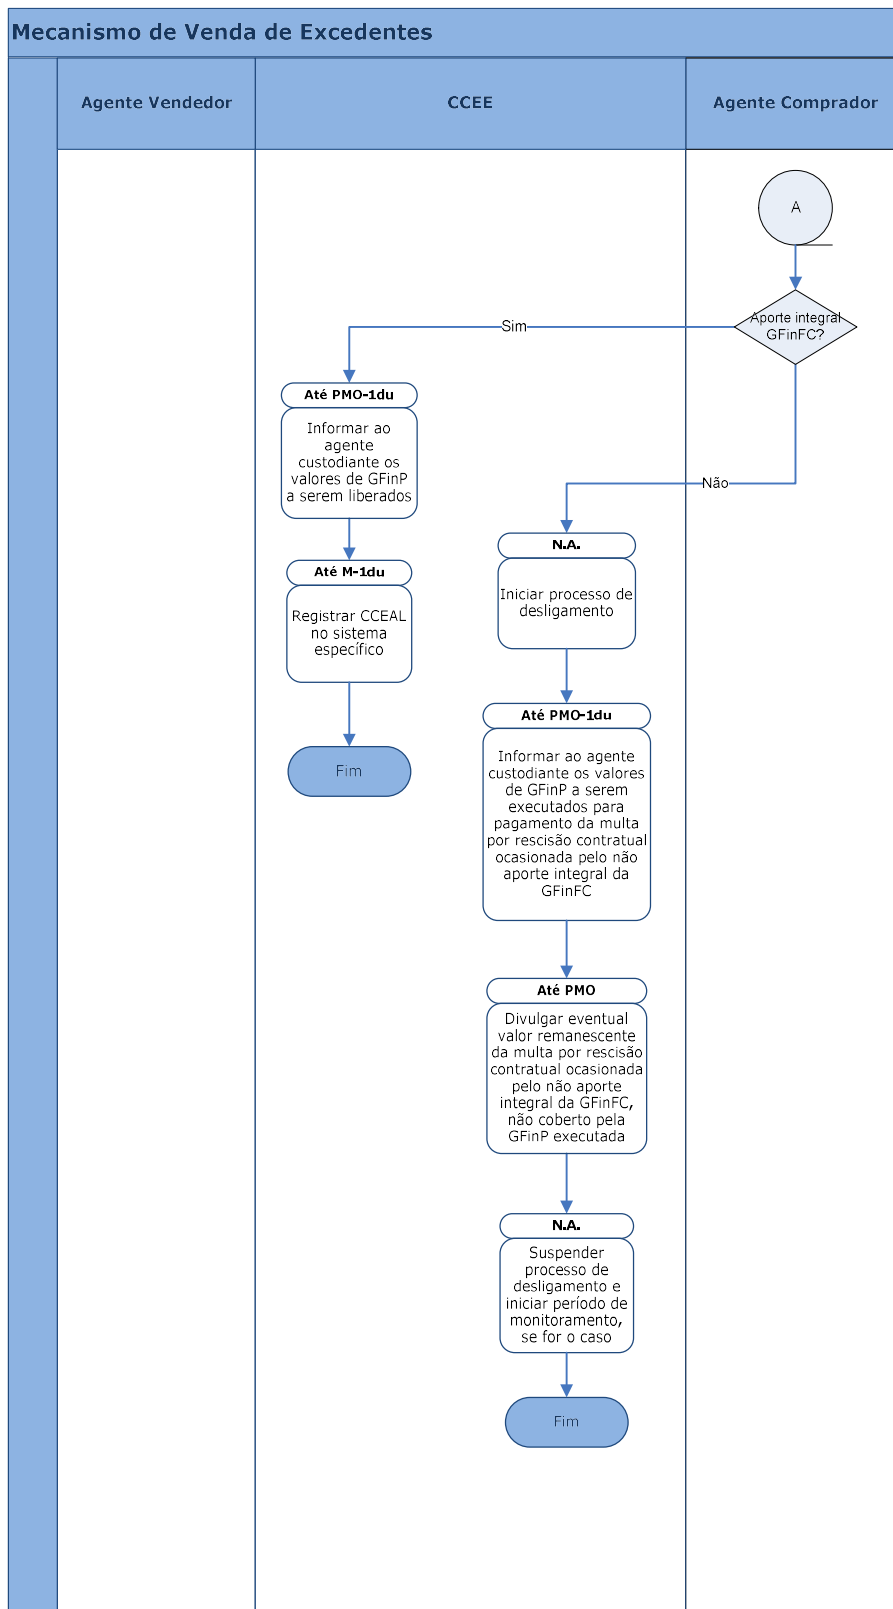 Mecanismo de Venda de Excedentes
Agente Vendedor
CCEE
Agente Comprador
A
Aporte integral
GFinFC?
Sim
Até PMO-1du
Informar ao
agente
custodiante os
valores de GFinP
a serem liberados
Até M-1du
Registrar CCEAL
no sistema
específico
Fim
Não
N.A.
Iniciar processo de
desligamento
Até PMO-1du
Informar ao agente
custodiante os valores
de GFinP a serem
executados para
pagamento da multa
por rescisão contratual
ocasionada pelo não
aporte integral da
GFinFC
Até PMO
Divulgar eventual
valor remanescente
da multa por rescisão
contratual ocasionada
pelo não aporte
integral da GFinFC,
não coberto pela
GFinP executada
N.A.
Suspender
processo de
desligamento e
iniciar período de
monitoramento,
se for o caso
Fim